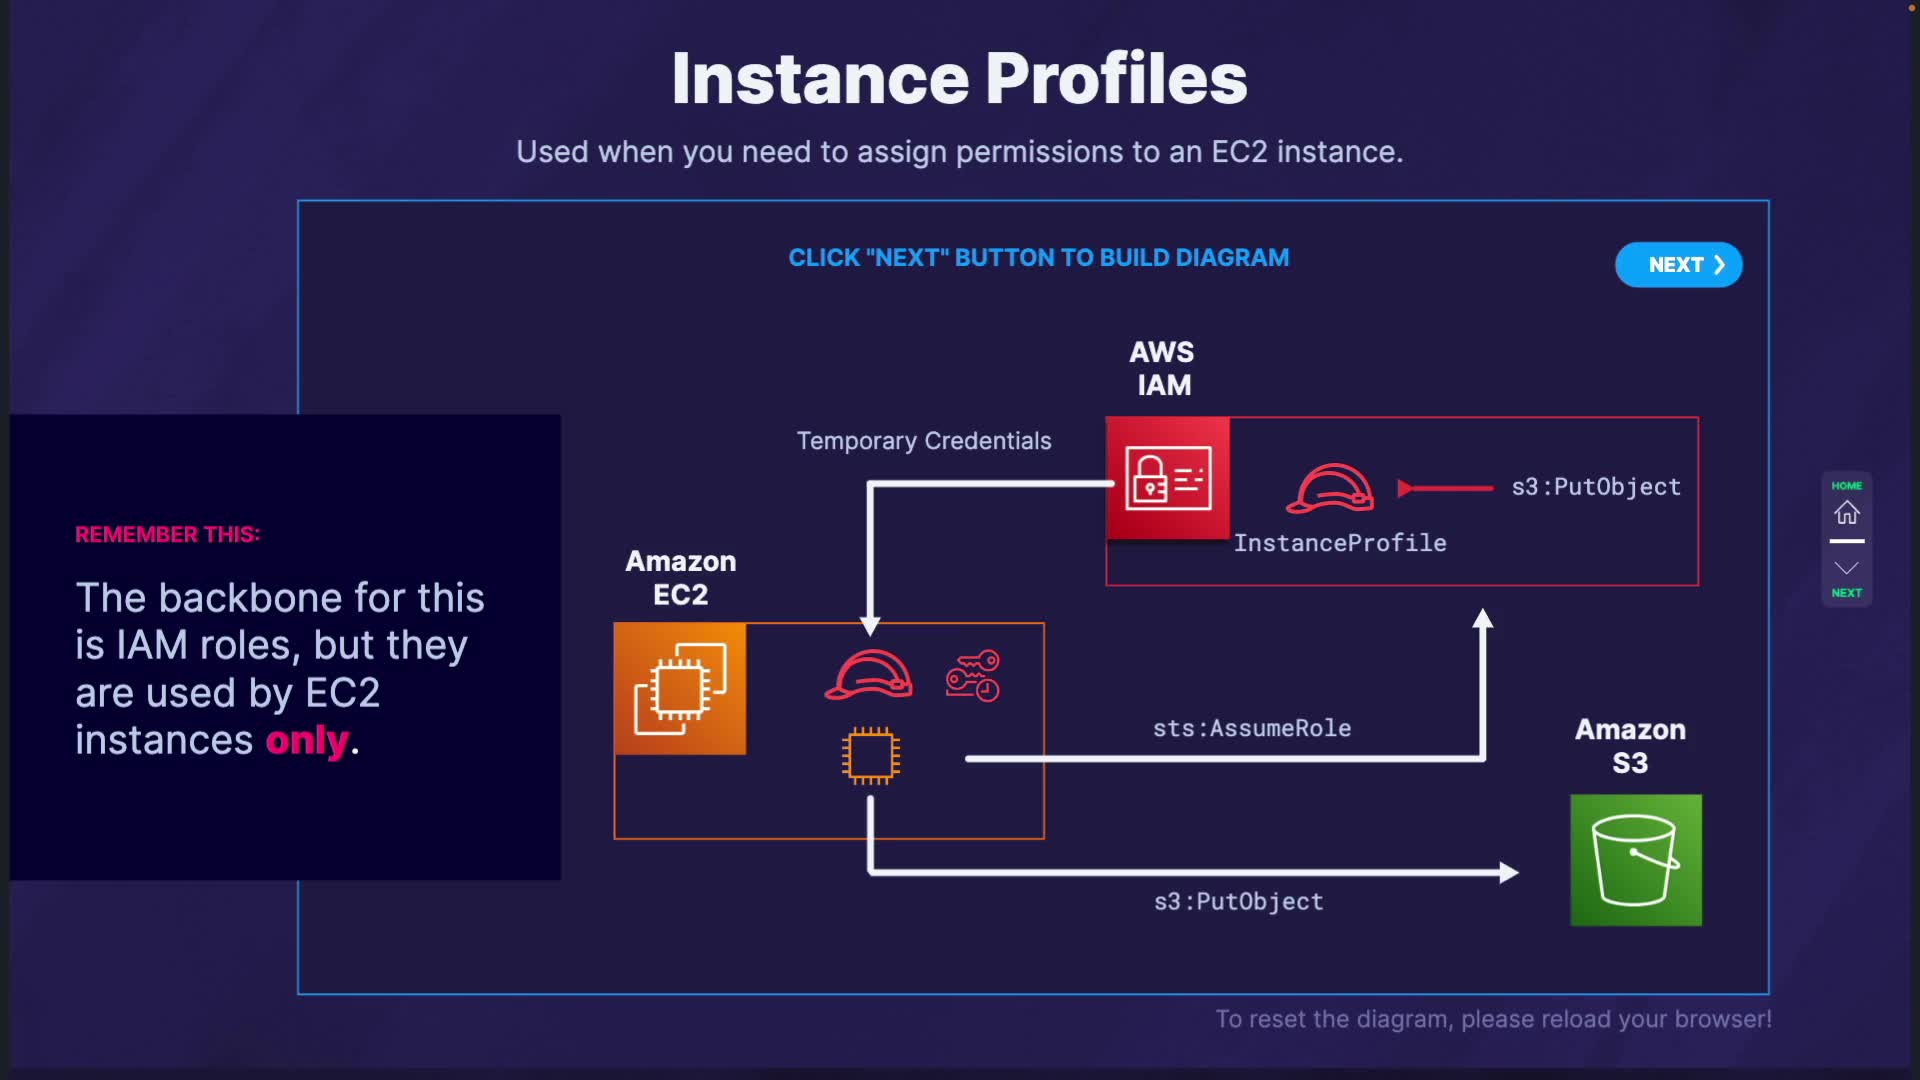 Instance Profiles
Used when you need to assign permissions to an EC2 instance.
CLICK "NEXT" BUTTON TO BUILD DIAGRAM
NEXT
AWS
IAM
Temporary Credentials
s3:PutObject
InstanceProfile
HOME
NEXT
REMEMBER THIS:
The backbone for this
is IAM roles, but they
are used by EC2
instances only.
Amazon
EC2
sts:AssumeRole
Amazon
S3
s3:PutObject
To reset the diagram, please reload your browser!